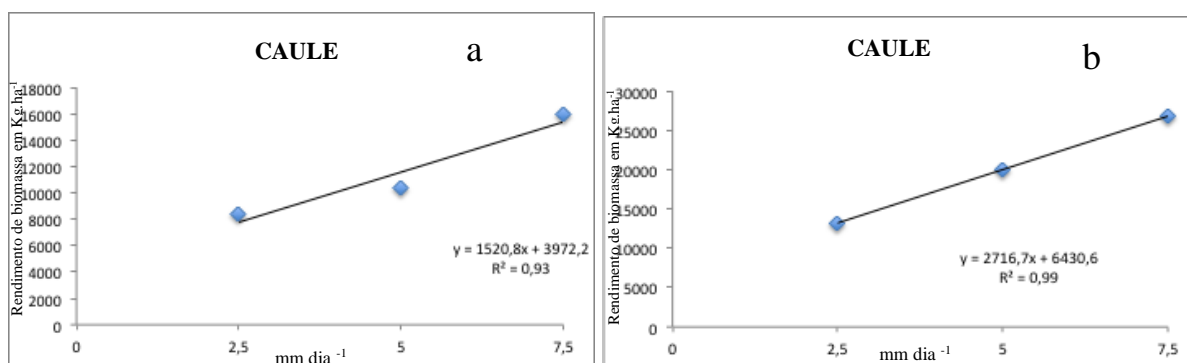 CAULE
a
Rendimento de biomassa em Kg.ha-1
18000
16000
14000
12000
10000
8000
6000
4000
2000
0
y = 1520,8x + 3972,2
R² = 0,93
0
2,5
5
7,5
mm dia -1
CAULE
b
Rendimento de biomassa em Kg.ha-1
30000
25000
20000
15000
10000
5000
0
y = 2716,7x + 6430,6
R² = 0,99
0
2,5
5
7,5
mm dia -1